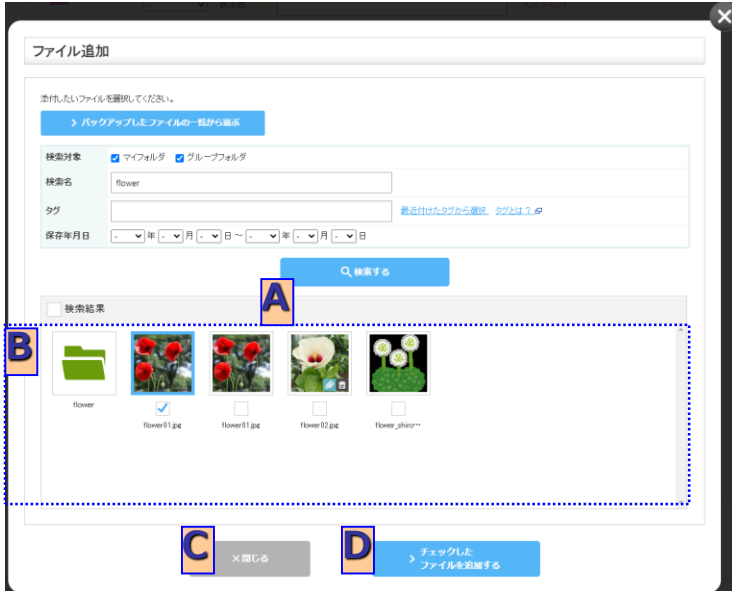 ファイル追加
添付したいファイルを選択してください。
バックアップしたファイルの一覧から選ぶ
検索対象 マイフォルダ グループフォルダ
検索名 flower
タグ 最近付けたタグから選択 タグとは?
保存年月日 - 年 - 月 - 日 ～ - 年 - 月 - 日
検索する
A
検索結果
B
flower
flower01.jpg
flower01.jpg
flower02.jpg
flower_shiro…
C
×閉じる
D
チェックした
ファイルを追加する